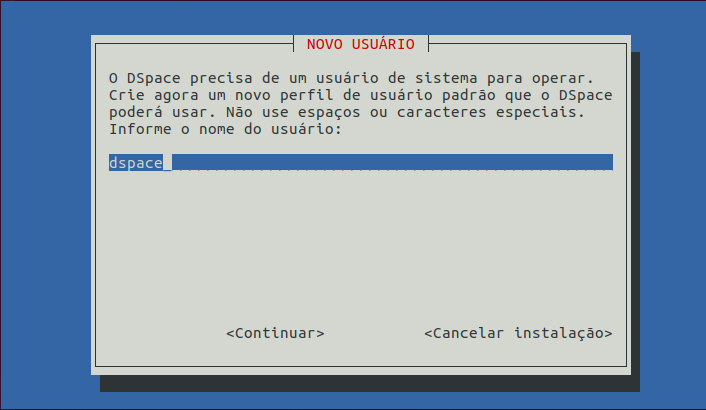 NOVO USUÁRIO
O DSpace precisa de um usuário de sistema para operar.
Crie agora um novo perfil de usuário padrão que o DSpace
poderá usar. Não use espaços ou caracteres especiais.
Informe o nome do usuário:
dspace
<Continuar> <Cancelar instalação>